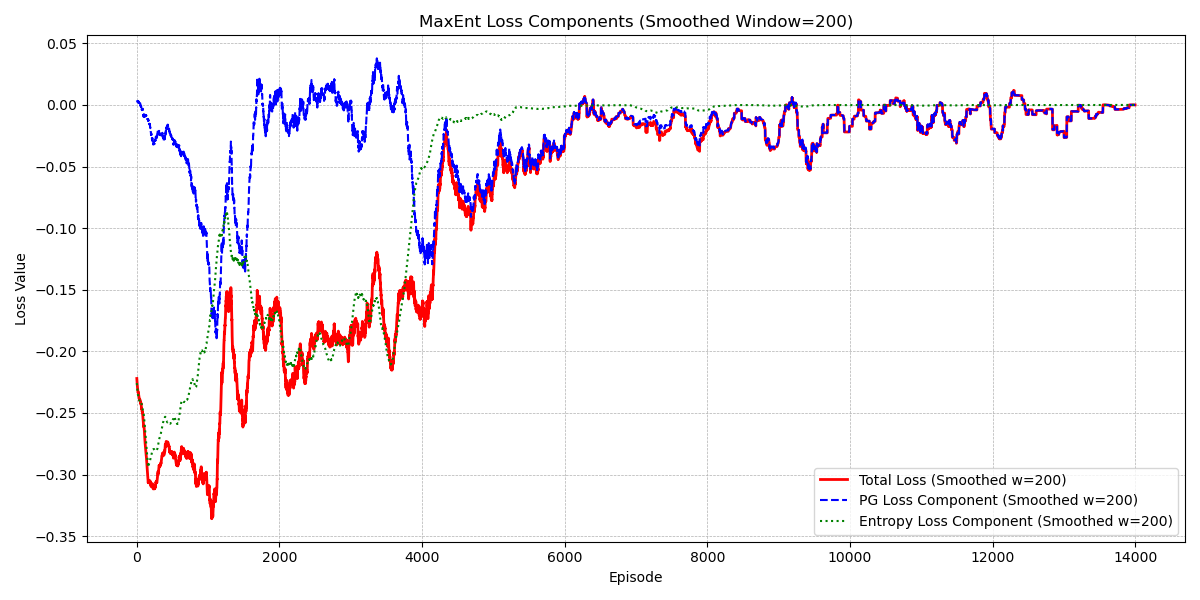 MaxEnt Loss Components (Smoothed Window=200)
0.05
0.00
−0.05
−0.10
−0.15
−0.20
−0.25
−0.30
−0.35
Loss Value
0
2000
4000
6000
8000
10000
12000
14000
Episode
Total Loss (Smoothed w=200)
PG Loss Component (Smoothed w=200)
Entropy Loss Component (Smoothed w=200)